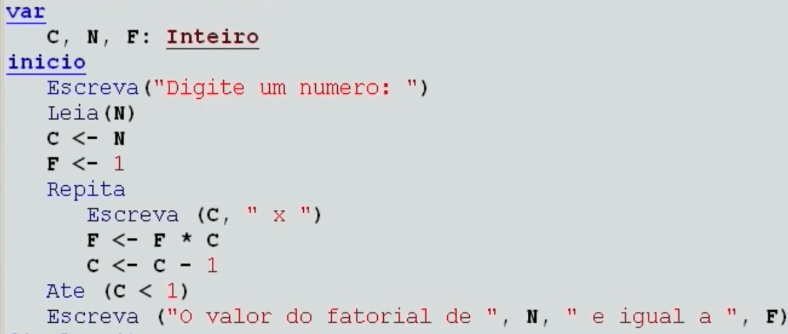 var
C, N, F: Inteiro
inicio
Escreva("Digite um numero: ")
Leia(N)
C <- N
F <- 1
Repita
Escreva (C, " x ")
F <- F * C
C <- C - 1
Ate (C < 1)
Escreva ("O valor do fatorial de ", N, " e igual a ", F)